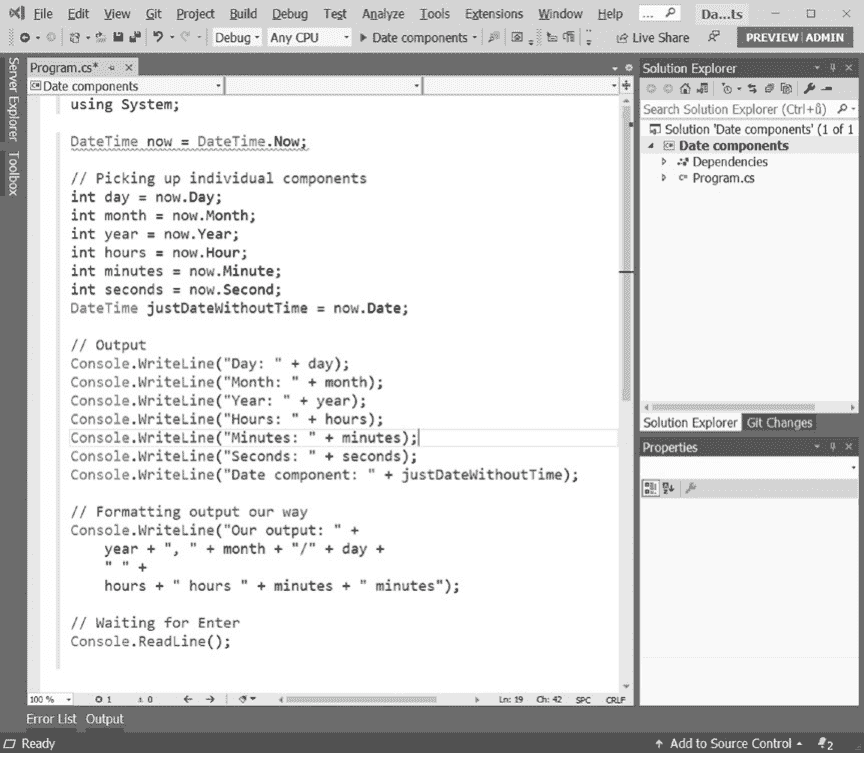 File Edit View Git Project Build Debug Test Analyze Tools Extensions Window Help ... Da...ts
Debug Any CPU Date components Live Share PREVIEW ADMIN
Server Explorer
Toolbox
Program.cs*
Date components
using System;
DateTime now = DateTime.Now;
// Picking up individual components
int day = now.Day;
int month = now.Month;
int year = now.Year;
int hours = now.Hour;
int minutes = now.Minute;
int seconds = now.Second;
DateTime justDateWithoutTime = now.Date;
// Output
Console.WriteLine("Day: " + day);
Console.WriteLine("Month: " + month);
Console.WriteLine("Year: " + year);
Console.WriteLine("Hours: " + hours);
Console.WriteLine("Minutes: " + minutes);
Console.WriteLine("Seconds: " + seconds);
Console.WriteLine("Date component: " + justDateWithoutTime);
// Formatting output our way
Console.WriteLine("Our output: " +
year + ", " + month + "/" + day +
" " +
hours + " hours " + minutes + " minutes");
// Waiting for Enter
Console.ReadLine();
100 % 1 0 Ln: 19 Ch: 42 SPC CRLF
Solution Explorer
Search Solution Explorer (Ctrl+ů)
Solution 'Date components' (1 of 1
Date components
Dependencies
C# Program.cs
Solution Explorer Git Changes
Properties
Error List Output
Ready Add to Source Control 2